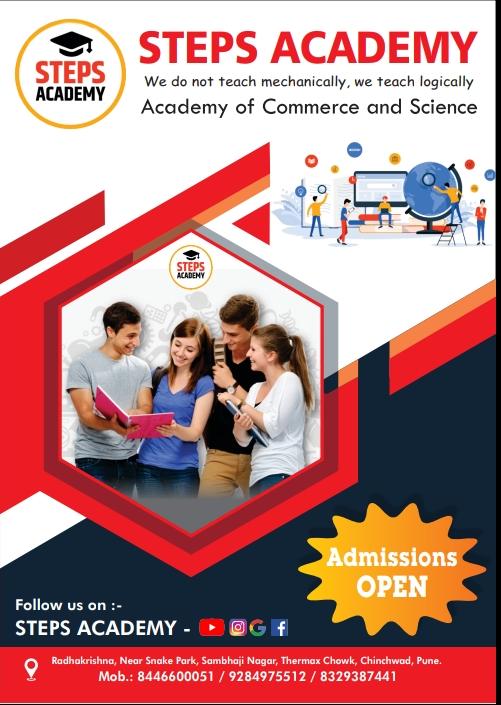 STEPS
ACADEMY
STEPS ACADEMY
We do not teach mechanically, we teach logically
Academy of Commerce and Science
STEPS
ACADEMY
Admissions
OPEN
Follow us on :-
STEPS ACADEMY -
Radhakrishna, Near Snake Park, Sambhaji Nagar, Thermax Chowk, Chinchwad, Pune.
Mob.: 8446600051 / 9284975512 / 8329387441